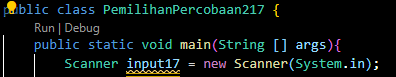 public class PemilihanPercobaan217 {
Run | Debug
public static void main(String [] args){
Scanner input17 = new Scanner(System.in);